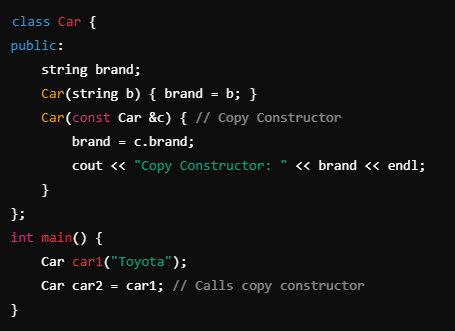 class Car {
public:
    string brand;
    Car(string b) { brand = b; }
    Car(const Car &c) { // Copy Constructor
        brand = c.brand;
        cout << "Copy Constructor: " << brand << endl;
    }
};
int main() {
    Car car1("Toyota");
    Car car2 = car1; // Calls copy constructor
}